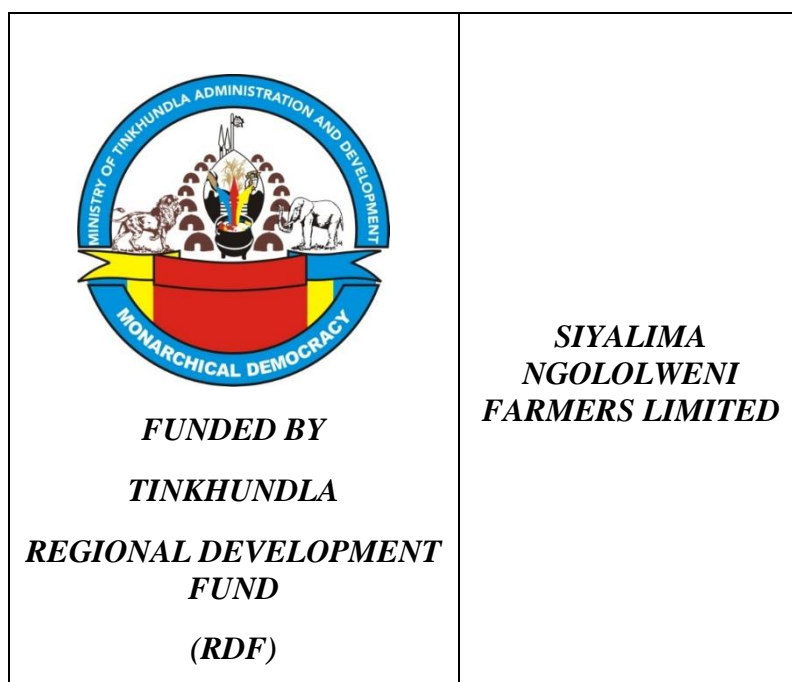 MINISTRY OF TINKHUNDLA ADMINISTRATION AND DEVELOPMENT
MONARCHICAL DEMOCRACY
FUNDED BY
TINKHUNDLA
REGIONAL DEVELOPMENT
FUND
(RDF)
SIYALIMA
NGOLOLWENI
FARMERS LIMITED